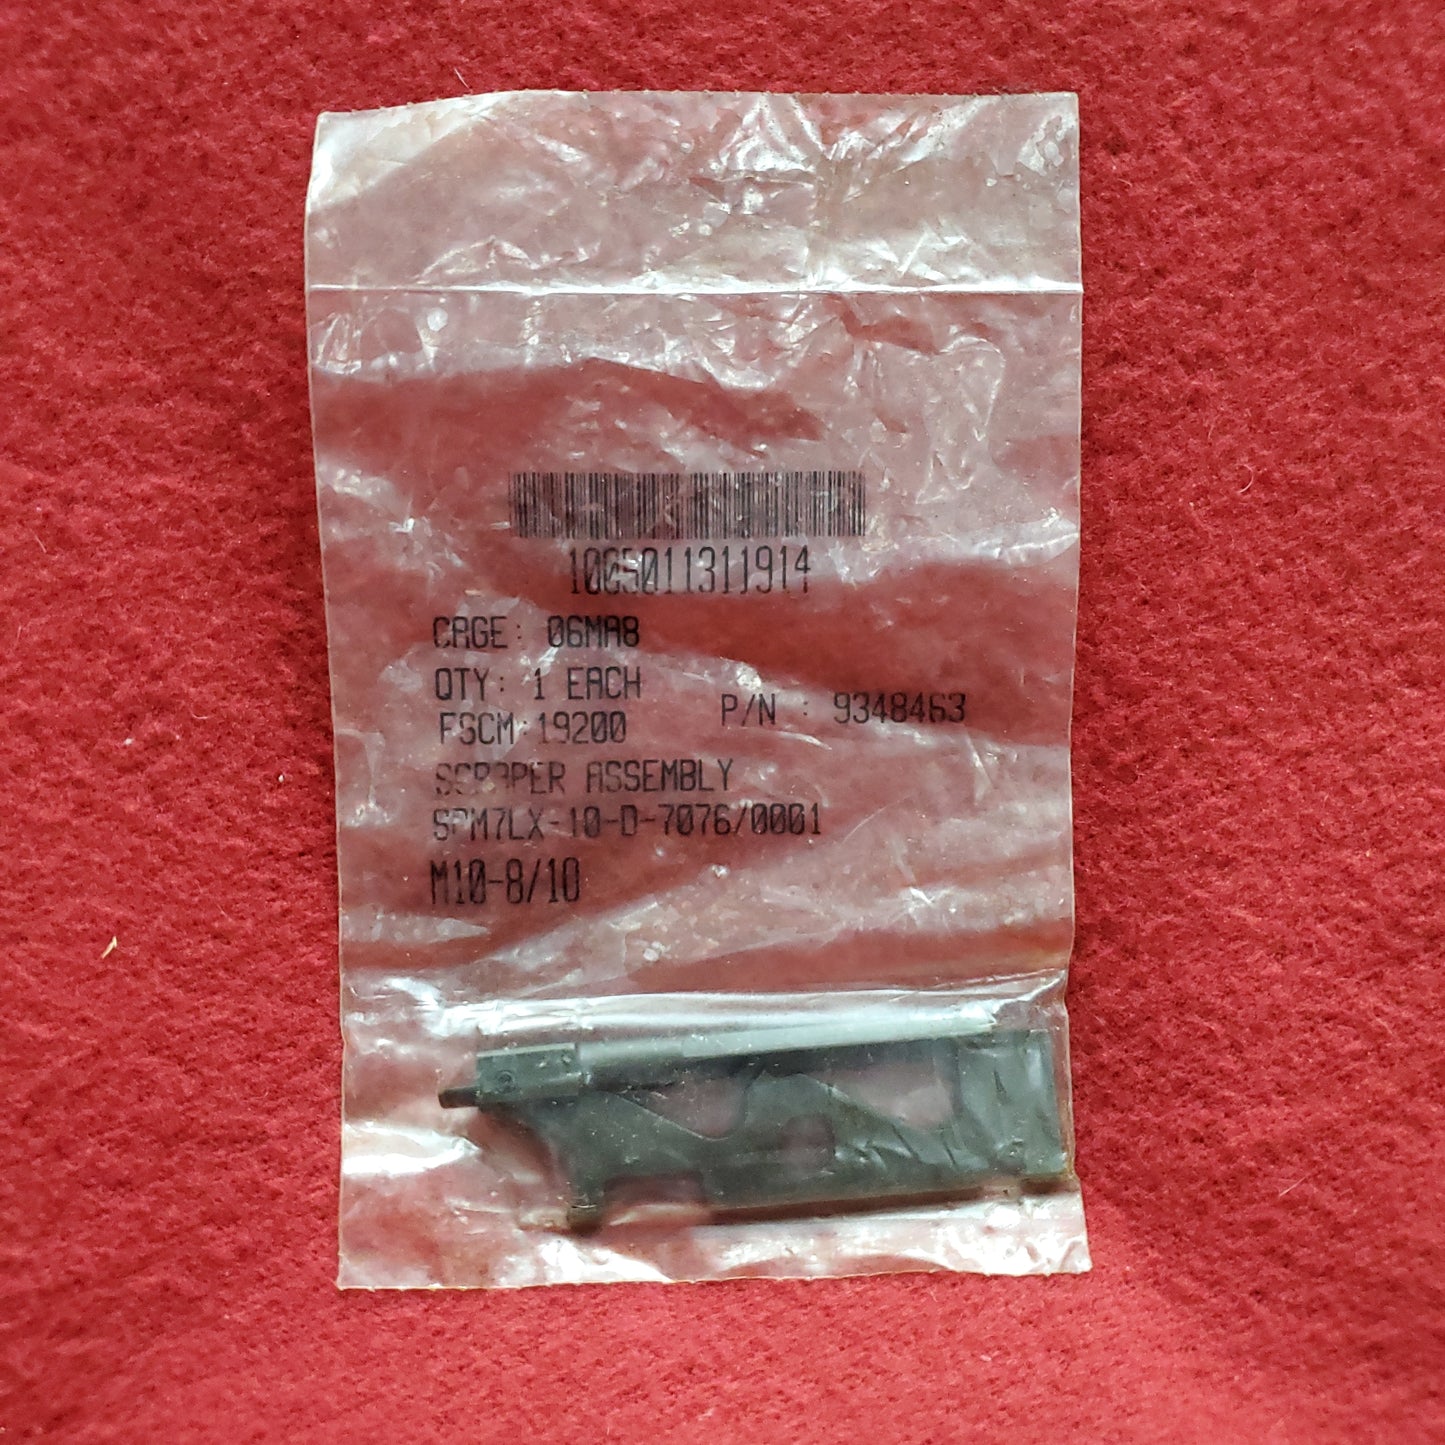 1005011311914
CAGE: 06MA8
QTY: 1 EACH
FSCM:19200
P/N : 9348463
SCRAPER ASSEMBLY
SPM7LX-10-D-7076/0001
M10-8/10